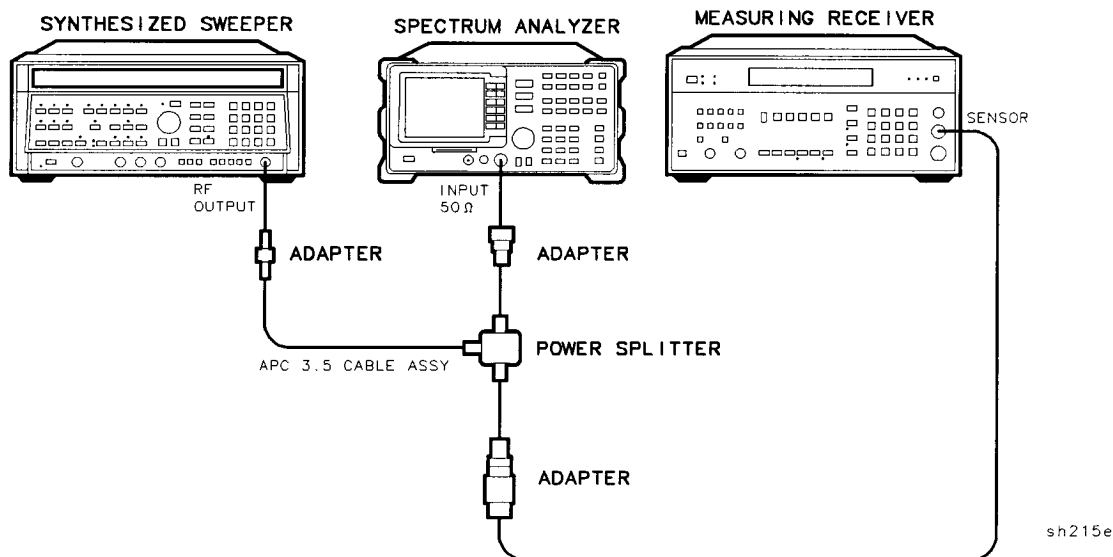 SYNTHESIZED SWEEPER
SPECTRUM ANALYZER
MEASURING RECEIVER
SENSOR
RF
OUTPUT
INPUT
50Ω
ADAPTER
ADAPTER
POWER SPLITTER
APC 3.5 CABLE ASSY
ADAPTER
sh215e